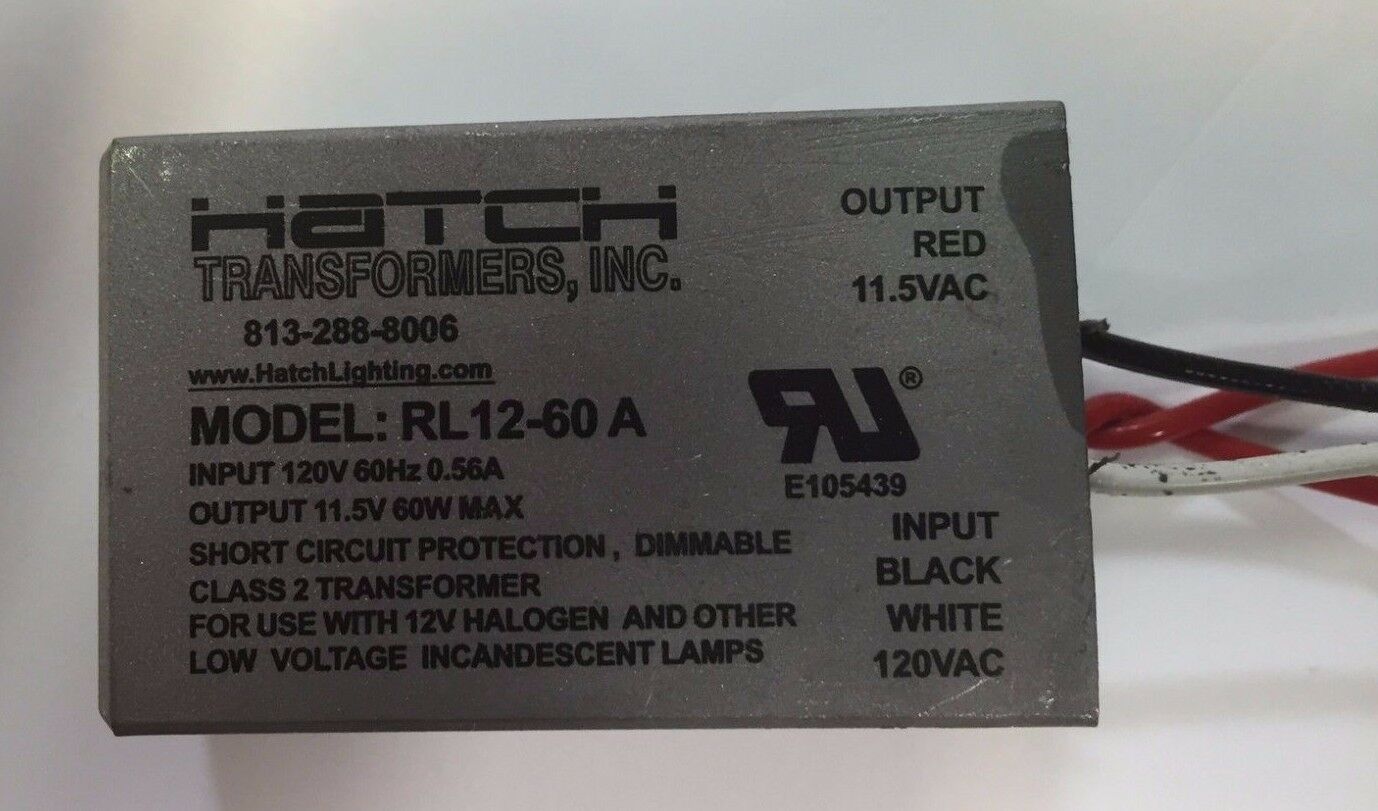 HATCH
TRANSFORMERS, INC.
813-288-8006
www.HatchLighting.com
MODEL: RL12-60 A
INPUT 120V 60Hz 0.56A
OUTPUT 11.5V 60W MAX
SHORT CIRCUIT PROTECTION , DIMMABLE
CLASS 2 TRANSFORMER
FOR USE WITH 12V HALOGEN AND OTHER
LOW VOLTAGE INCANDESCENT LAMPS
OUTPUT
RED
11.5VAC
RU®
E105439
INPUT
BLACK
WHITE
120VAC